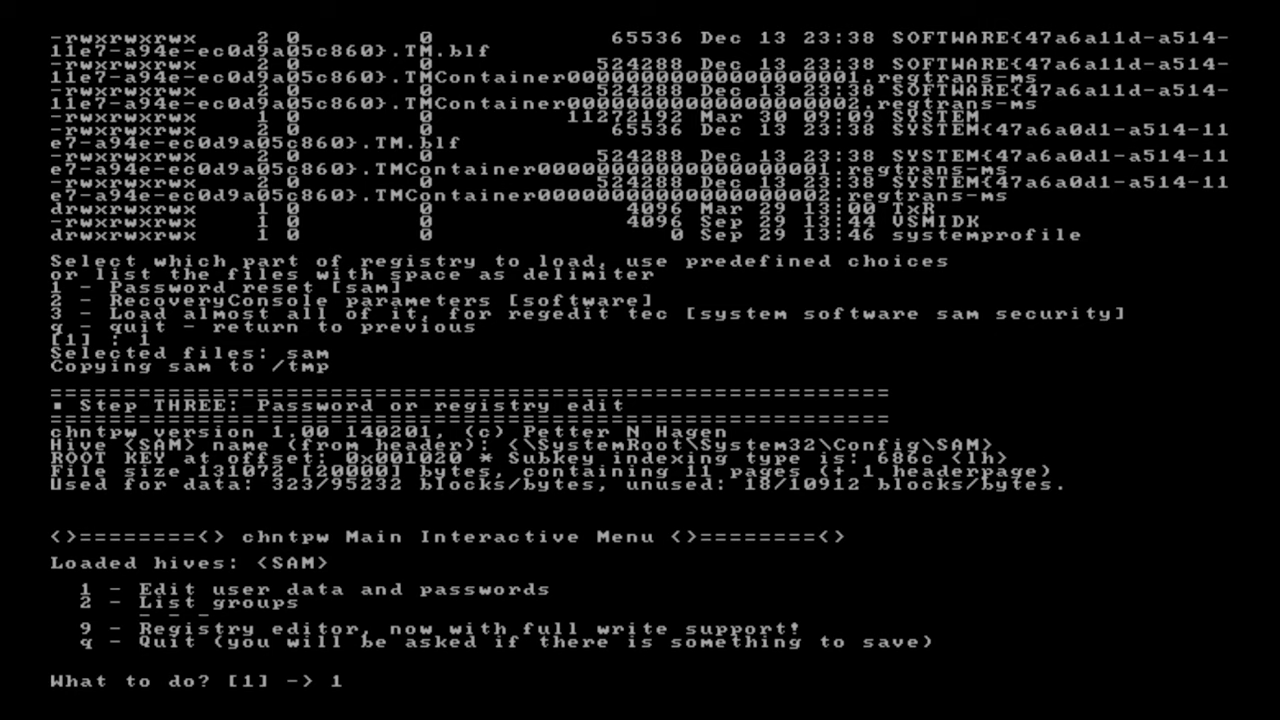 -rwxrwxrwx 2 0 0 65536 Dec 13 23:38 SOFTWARE{47a6a11d-a514-
11e7-a94e-ec0d9a05c860}.TM.blf
-rwxrwxrwx 2 0 0 524288 Dec 13 23:38 SOFTWARE{47a6a11d-a514-
11e7-a94e-ec0d9a05c860}.TMContainer00000000000000000001.regtrans-ms
-rwxrwxrwx 2 0 0 524288 Dec 13 23:38 SOFTWARE{47a6a11d-a514-
11e7-a94e-ec0d9a05c860}.TMContainer00000000000000000002.regtrans-ms
-rwxrwxrwx 1 0 0 11272192 Mar 30 09:09 SYSTEM
-rwxrwxrwx 2 0 0 65536 Dec 13 23:38 SYSTEM{47a6a0d1-a514-11
e7-a94e-ec0d9a05c860}.TM.blf
-rwxrwxrwx 2 0 0 524288 Dec 13 23:38 SYSTEM{47a6a0d1-a514-11
e7-a94e-ec0d9a05c860}.TMContainer00000000000000000001.regtrans-ms
-rwxrwxrwx 2 0 0 524288 Dec 13 23:38 SYSTEM{47a6a0d1-a514-11
e7-a94e-ec0d9a05c860}.TMContainer00000000000000000002.regtrans-ms
drwxrwxrwx 1 0 0 4096 Mar 29 13:00 TxR
-rwxrwxrwx 1 0 0 4096 Sep 29 13:44 VSMIDK
drwxrwxrwx 1 0 0 0 Sep 29 13:46 systemprofile
Select which part of registry to load, use predefined choices
or list the files with space as delimiter
1 - Password reset [sam]
2 - RecoveryConsole parameters [software]
3 - Load almost all of it, for regedit tec [system software sam security]
q - quit - return to previous
[1] : 1
Selected files: sam
Copying sam to /tmp
=========================================================
▪ Step THREE: Password or registry edit
=========================================================
chntpw version 1.00 140201, (c) Petter N Hagen
Hive <SAM> name (from header): <\SystemRoot\System32\Config\SAM>
ROOT KEY at offset: 0x001020 * Subkey indexing type is: 686c <lh>
File size 131072 [20000] bytes, containing 11 pages (+ 1 headerpage)
Used for data: 323/95232 blocks/bytes, unused: 18/10912 blocks/bytes.
<>========<> chntpw Main Interactive Menu <>========<>
Loaded hives: <SAM>
1 - Edit user data and passwords
2 - List groups
- - -
9 - Registry editor, now with full write support!
q - Quit (you will be asked if there is something to save)
What to do? [1] -> 1